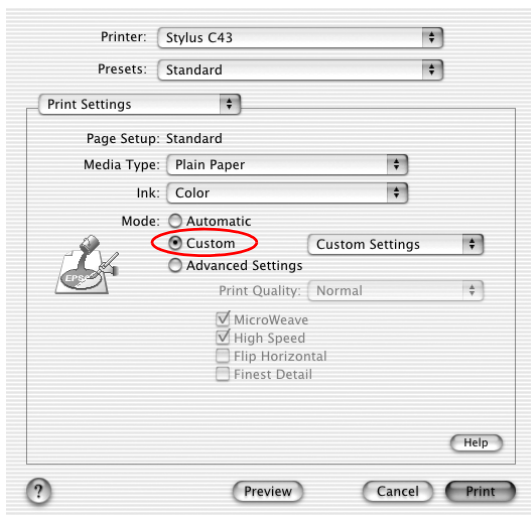 Printer: Stylus C43
Presets: Standard
Print Settings
Page Setup: Standard
Media Type: Plain Paper
Ink: Color
Mode: Automatic
Custom Custom Settings
Advanced Settings
Print Quality: Normal
MicroWeave
High Speed
Flip Horizontal
Finest Detail
EPSO
Help
? Preview Cancel Print